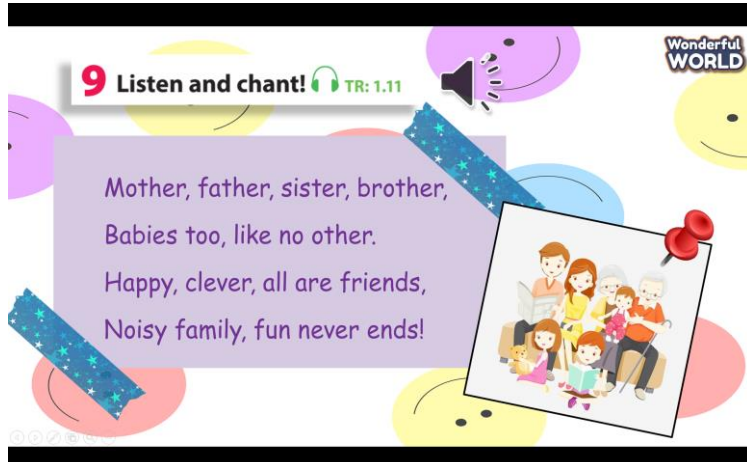 Wonderful
WORLD
9 Listen and chant! TR: 1.11
Mother, father, sister, brother,
Babies too, like no other.
Happy, clever, all are friends,
Noisy family, fun never ends!